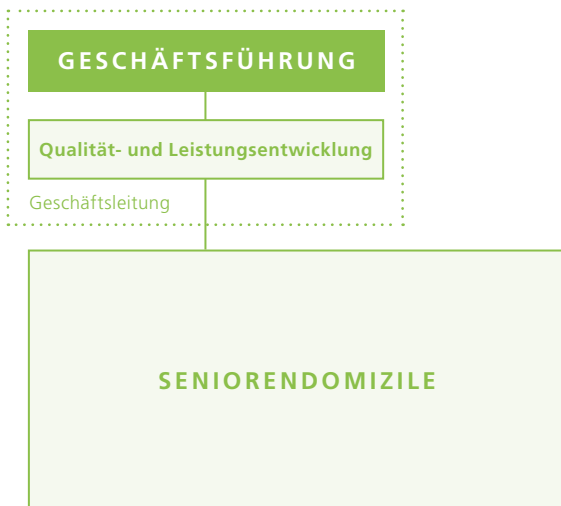 GESCHÄFTSFÜHRUNG
Qualität- und Leistungsentwicklung
Geschäftsleitung
SENIORENDOMIZILE